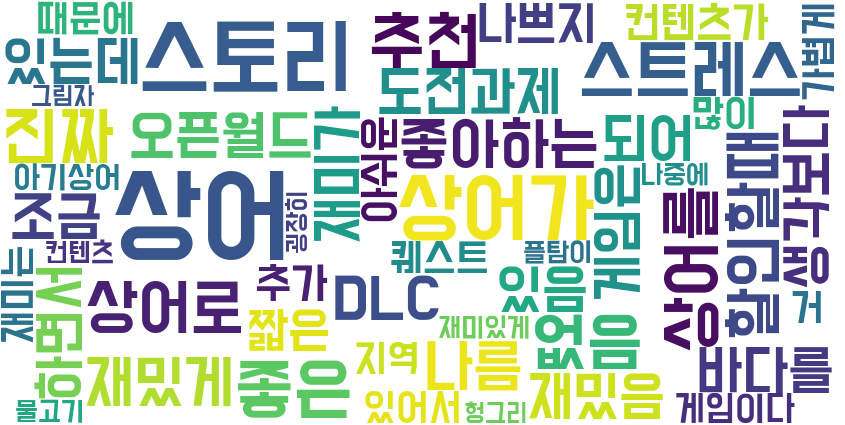 때문에
스토리
추천
나쁘지
컨텐츠가
가볍게
있는데
스트레스
그림자
도전과제
많이
진짜
오픈월드
재미가
아쉬운
좋아하는
되어
할인할때
생각보다
아기상어
상어
상어가
게임인
나중에
조금
굉장히
상어를
컨텐츠
퀘스트
플탐이
재미는
하면서
상어로
추가
DLC
있음
거
짧은
재미있게
없음
재밌게
좋은
지역
나름
재밌음
바다를
물고기
있어서
헝그리
게임이다